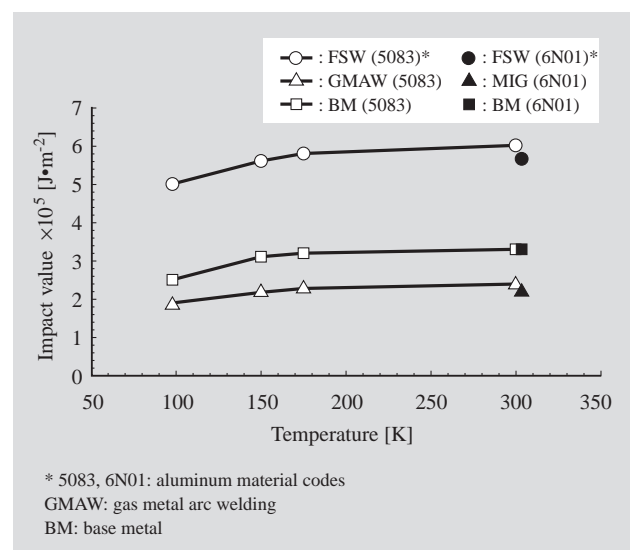 : FSW (5083)* : FSW (6N01)*
: GMAW (5083) : MIG (6N01)
: BM (5083) : BM (6N01)
Impact value ×10⁵ [J•m⁻²]
7
6
5
4
3
2
1
0
50 100 150 200 250 300 350
Temperature [K]
* 5083, 6N01: aluminum material codes
GMAW: gas metal arc welding
BM: base metal